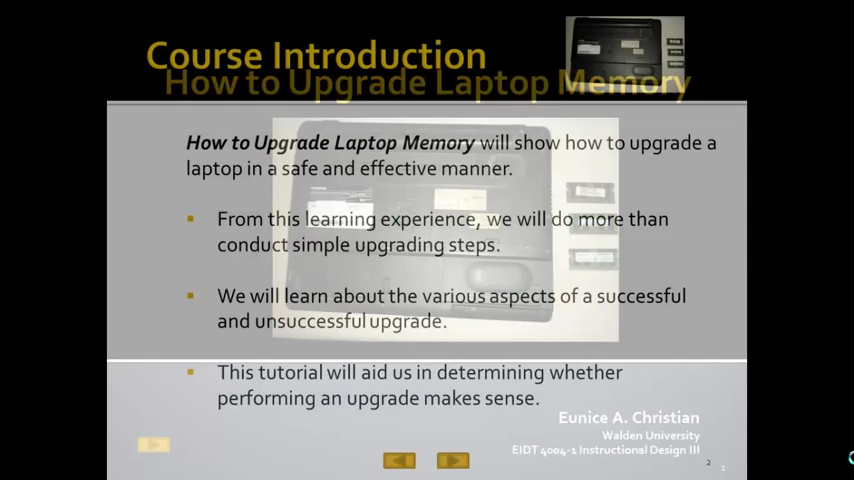 Course Introduction
How to Upgrade Laptop Memory
How to Upgrade Laptop Memory will show how to upgrade a
laptop in a safe and effective manner.
From this learning experience, we will do more than
conduct simple upgrading steps.
We will learn about the various aspects of a successful
and unsuccessful upgrade.
This tutorial will aid us in determining whether
performing an upgrade makes sense.
Eunice A. Christian
Walden University
EIDT 4004-1 Instructional Design III
2
1